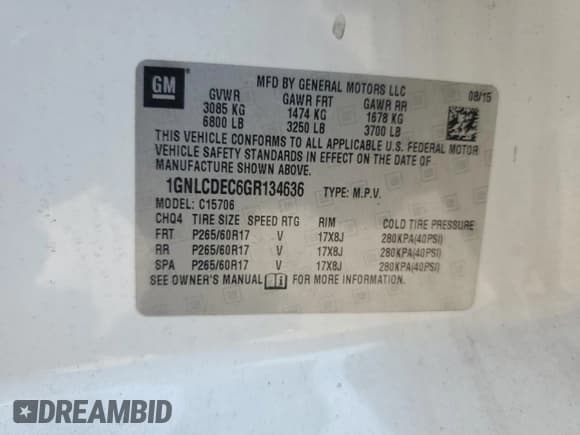 GM
MFD BY GENERAL MOTORS LLC
08/15
GVWR GAWR FRT GAWR RR
3085 KG 1474 KG 1678 KG
6800 LB 3250 LB 3700 LB
THIS VEHICLE CONFORMS TO ALL APPLICABLE U.S. FEDERAL MOTOR
VEHICLE SAFETY STANDARDS IN EFFECT ON THE DATE OF
MANUFACTURE SHOWN ABOVE.
1GNLCDEC6GR134636 TYPE: M.P.V.
MODEL: C15706
CHQ4 TIRE SIZE SPEED RTG RIM COLD TIRE PRESSURE
FRT P265/60R17 V 17X8J 280KPA(40PSI)
RR P265/60R17 V 17X8J 280KPA(40PSI)
SPA P265/60R17 V 17X8J 280KPA(40PSI)
SEE OWNER'S MANUAL FOR MORE INFORMATION.
DREAMBID